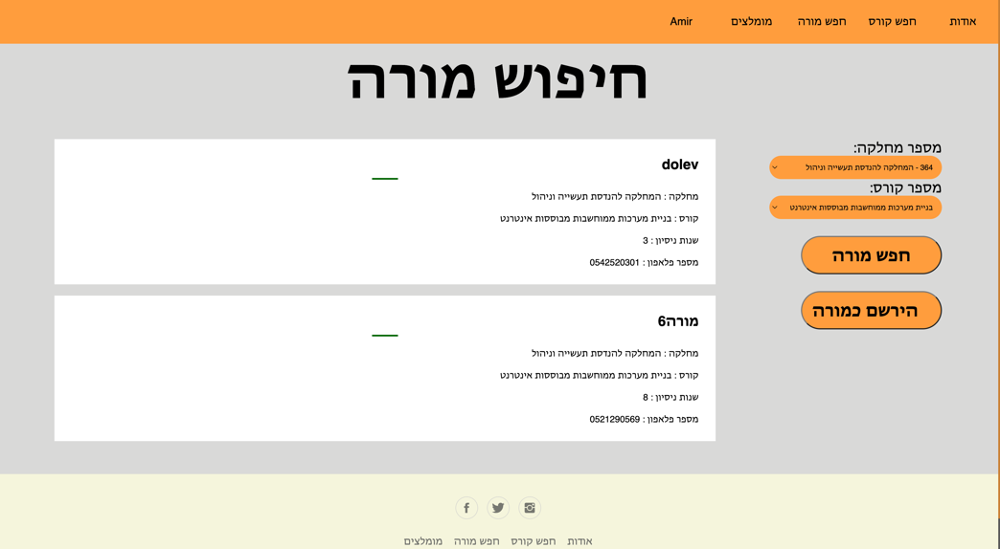 אודות חפש קורס חפש מורה מומלצים Amir
חיפוש מורה
מספר מחלקה:
364 - המחלקה להנדסת תעשייה וניהול
מספר קורס:
בניית מערכות ממוחשבות מבוססות אינטרנט
חפש מורה
הירשם כמורה
dolev
מחלקה : המחלקה להנדסת תעשייה וניהול
קורס : בניית מערכות ממוחשבות מבוססות אינטרנט
שנות ניסיון : 3
מספר פלאפון : 0542520301
מורה6
מחלקה : המחלקה להנדסת תעשייה וניהול
קורס : בניית מערכות ממוחשבות מבוססות אינטרנט
שנות ניסיון : 8
מספר פלאפון : 0521290569
אודות חפש קורס חפש מורה מומלצים